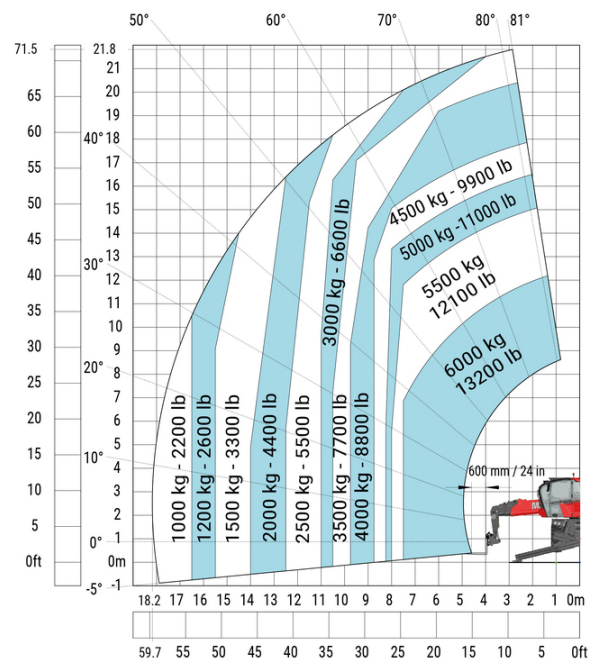 50° 60° 70° 80° 81°
71.5 21.8
21
65 20
19
60 40° 18
17
55 16
50 15
14
45 30° 13
40 12
11
35 10
30 9
20° 8
25 7
20 6
5
15 10° 4
10 3
2
5 0° 1
0ft 0m
-5° -1
1000 kg - 2200 lb
1200 kg - 2600 lb
1500 kg - 3300 lb
2000 kg - 4400 lb
2500 kg - 5500 lb
3000 kg - 6600 lb
3500 kg - 7700 lb
4000 kg - 8800 lb
4500 kg - 9900 lb
5000 kg -11000 lb
5500 kg
12100 lb
6000 kg
13200 lb
600 mm / 24 in
18.2 17 16 15 14 13 12 11 10 9 8 7 6 5 4 3 2 1 0m
59.7 55 50 45 40 35 30 25 20 15 10 5 0ft